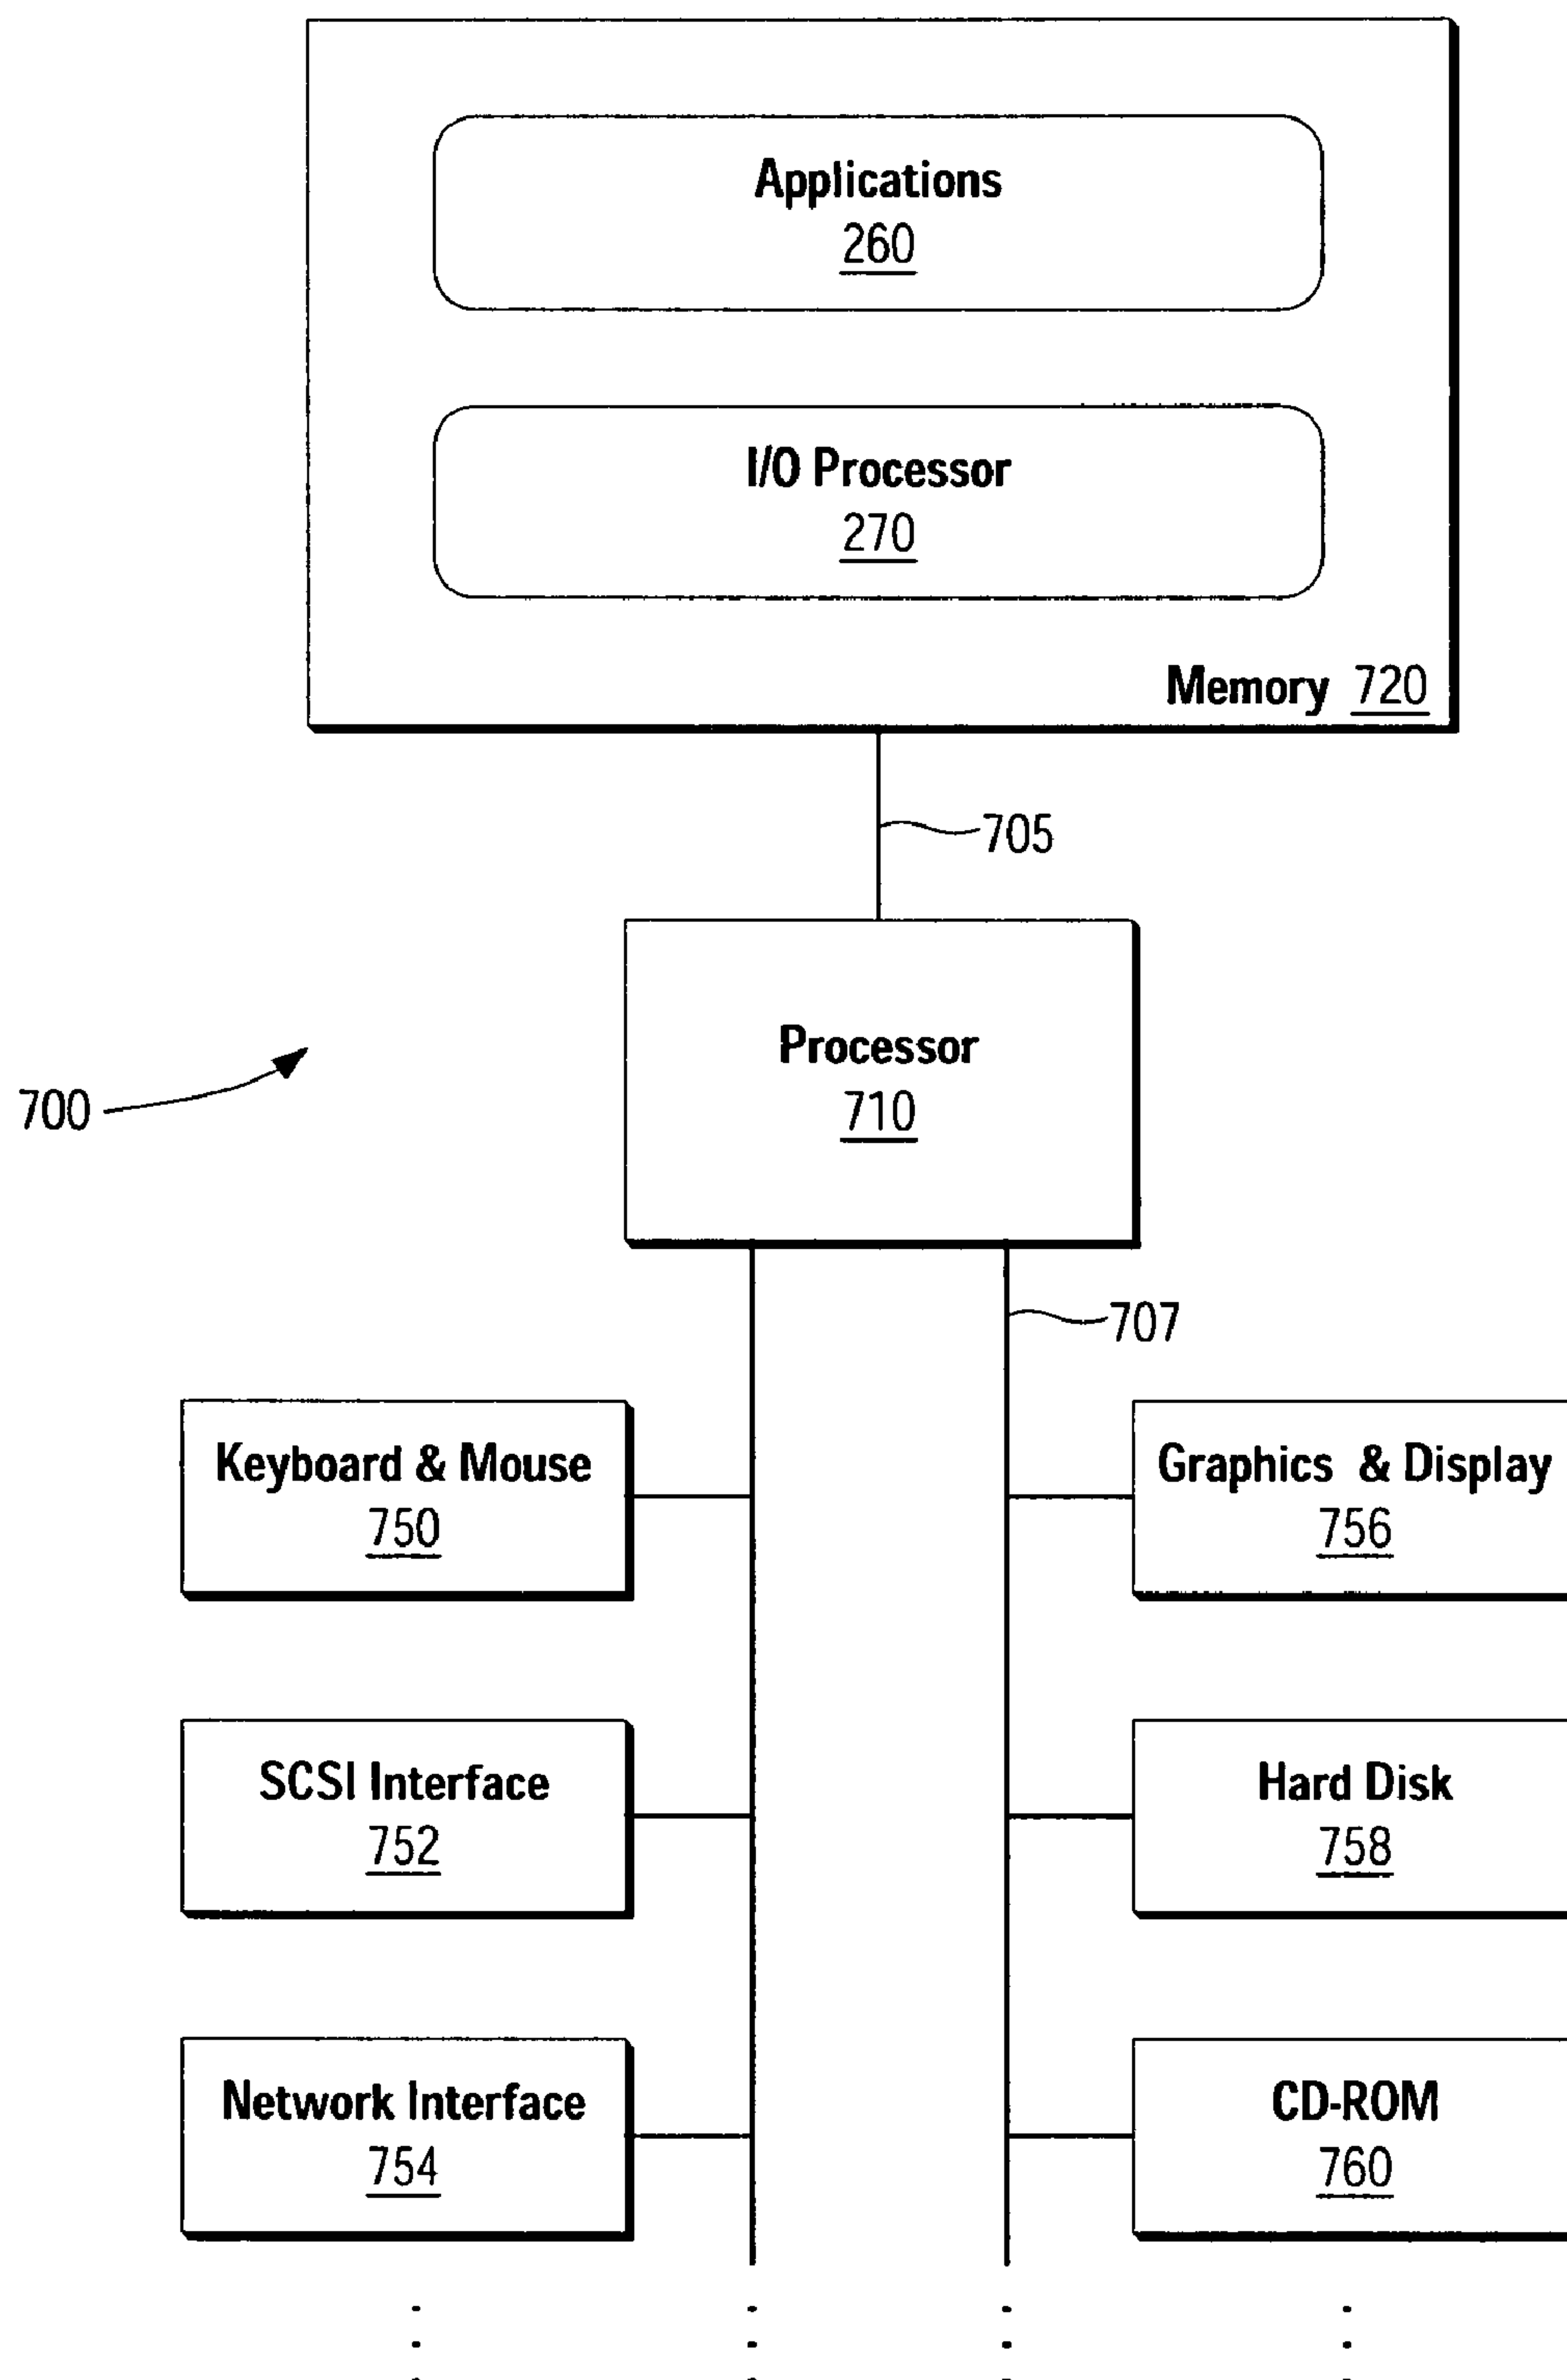 Applications
260
I/O Processor
270
Memory 720
705
Processor
710
700
707
Keyboard & Mouse
750
Graphics & Display
756
SCSI Interface
752
Hard Disk
758
Network Interface
754
CD-ROM
760